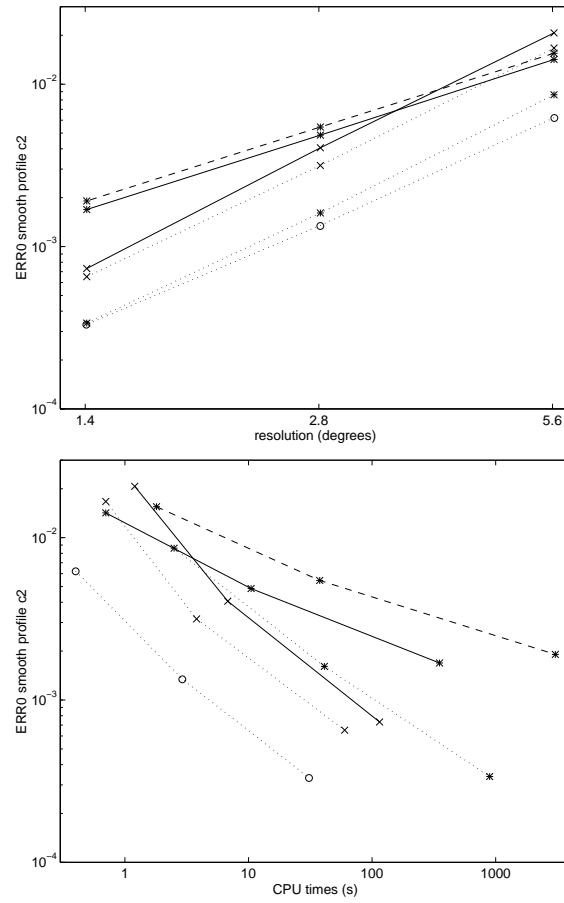 10^-2
10^-3
10^-4
ERR0 smooth profile c2
1.4 2.8 5.6
resolution (degrees)
10^-2
10^-3
10^-4
ERR0 smooth profile c2
1 10 100 1000
CPU times (s)